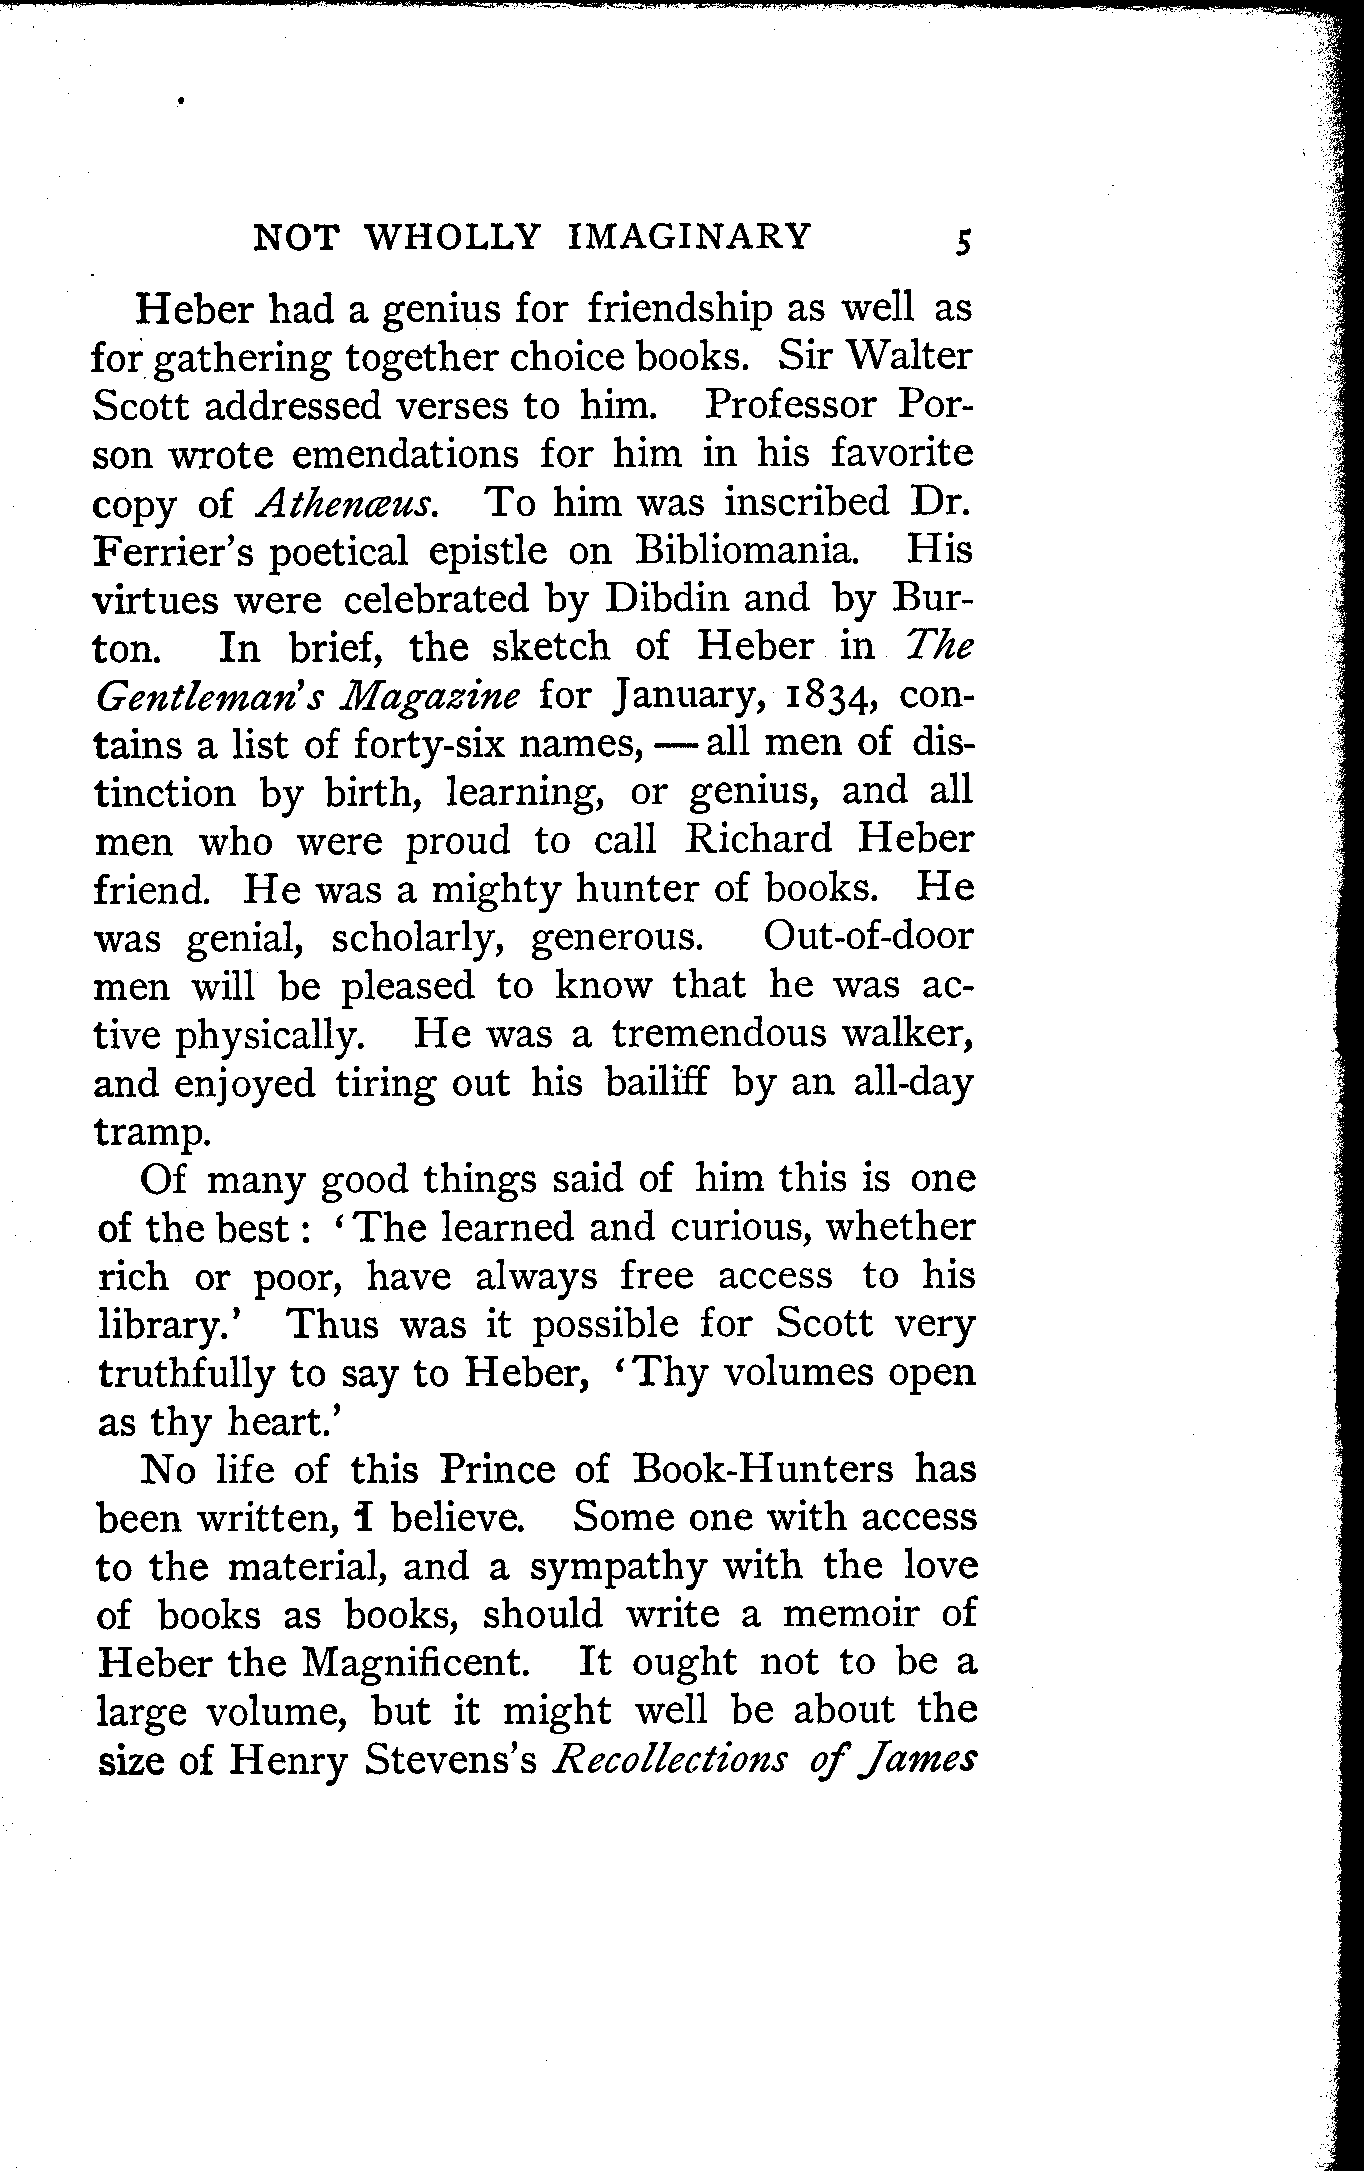 NOT WHOLLY IMAGINARY 5
Heber had a genius for friendship as well as
for gathering together choice books. Sir Walter
Scott addressed verses to him. Professor Por-
son wrote emendations for him in his favorite
copy of Athenæus. To him was inscribed Dr.
Ferrier's poetical epistle on Bibliomania. His
virtues were celebrated by Dibdin and by Bur-
ton. In brief, the sketch of Heber in The
Gentleman's Magazine for January, 1834, con-
tains a list of forty-six names, — all men of dis-
tinction by birth, learning, or genius, and all
men who were proud to call Richard Heber
friend. He was a mighty hunter of books. He
was genial, scholarly, generous. Out-of-door
men will be pleased to know that he was ac-
tive physically. He was a tremendous walker,
and enjoyed tiring out his bailiff by an all-day
tramp.
Of many good things said of him this is one
of the best : ‘The learned and curious, whether
rich or poor, have always free access to his
library.’ Thus was it possible for Scott very
truthfully to say to Heber, ‘Thy volumes open
as thy heart.’
No life of this Prince of Book-Hunters has
been written, I believe. Some one with access
to the material, and a sympathy with the love
of books as books, should write a memoir of
Heber the Magnificent. It ought not to be a
large volume, but it might well be about the
size of Henry Stevens's Recollections of James